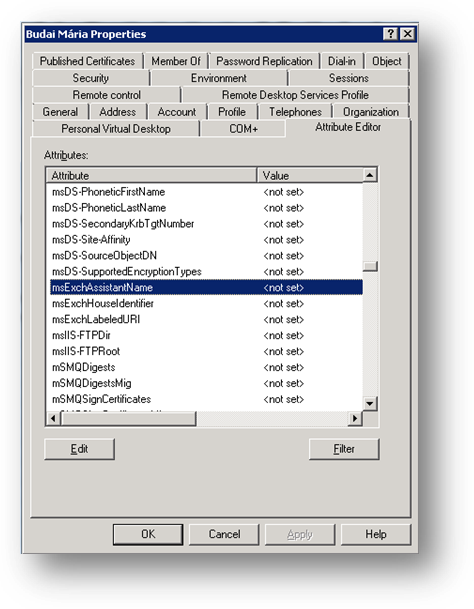 Budai Mária Properties
Published Certificates Member Of Password Replication Dial-in Object
Security Environment Sessions
Remote control Remote Desktop Services Profile
General Address Account Profile Telephones Organization
Personal Virtual Desktop COM+ Attribute Editor
Attributes:
Attribute Value
msDS-PhoneticFirstName <not set>
msDS-PhoneticLastName <not set>
msDS-SecondaryKrbTgtNumber <not set>
msDS-Site-Affinity <not set>
msDS-SourceObjectDN <not set>
msDS-SupportedEncryptionTypes <not set>
msExchAssistantName <not set>
msExchHouseIdentifier <not set>
msExchLabeledURI <not set>
msIIS-FTPDir <not set>
msIIS-FTPRoot <not set>
mSMQDigests <not set>
mSMQDigestsMig <not set>
mSMQSignCertificates <not set>
Edit Filter
OK Cancel Apply Help